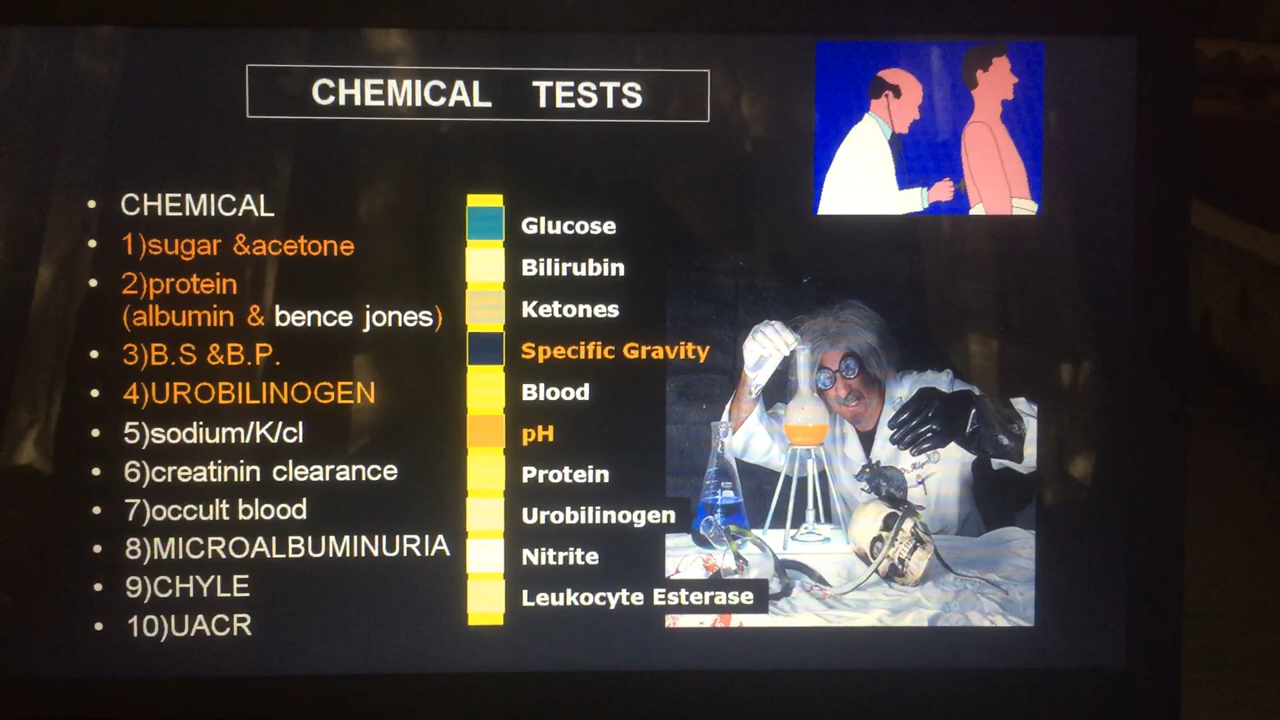 CHEMICAL TESTS
• CHEMICAL
• 1)sugar &acetone
• 2)protein
(albumin & bence jones)
• 3)B.S &B.P.
• 4)UROBILINOGEN
• 5)sodium/K/cl
• 6)creatinin clearance
• 7)occult blood
• 8)MICROALBUMINURIA
• 9)CHYLE
• 10)UACR
Glucose
Bilirubin
Ketones
Specific Gravity
Blood
pH
Protein
Urobilinogen
Nitrite
Leukocyte Esterase